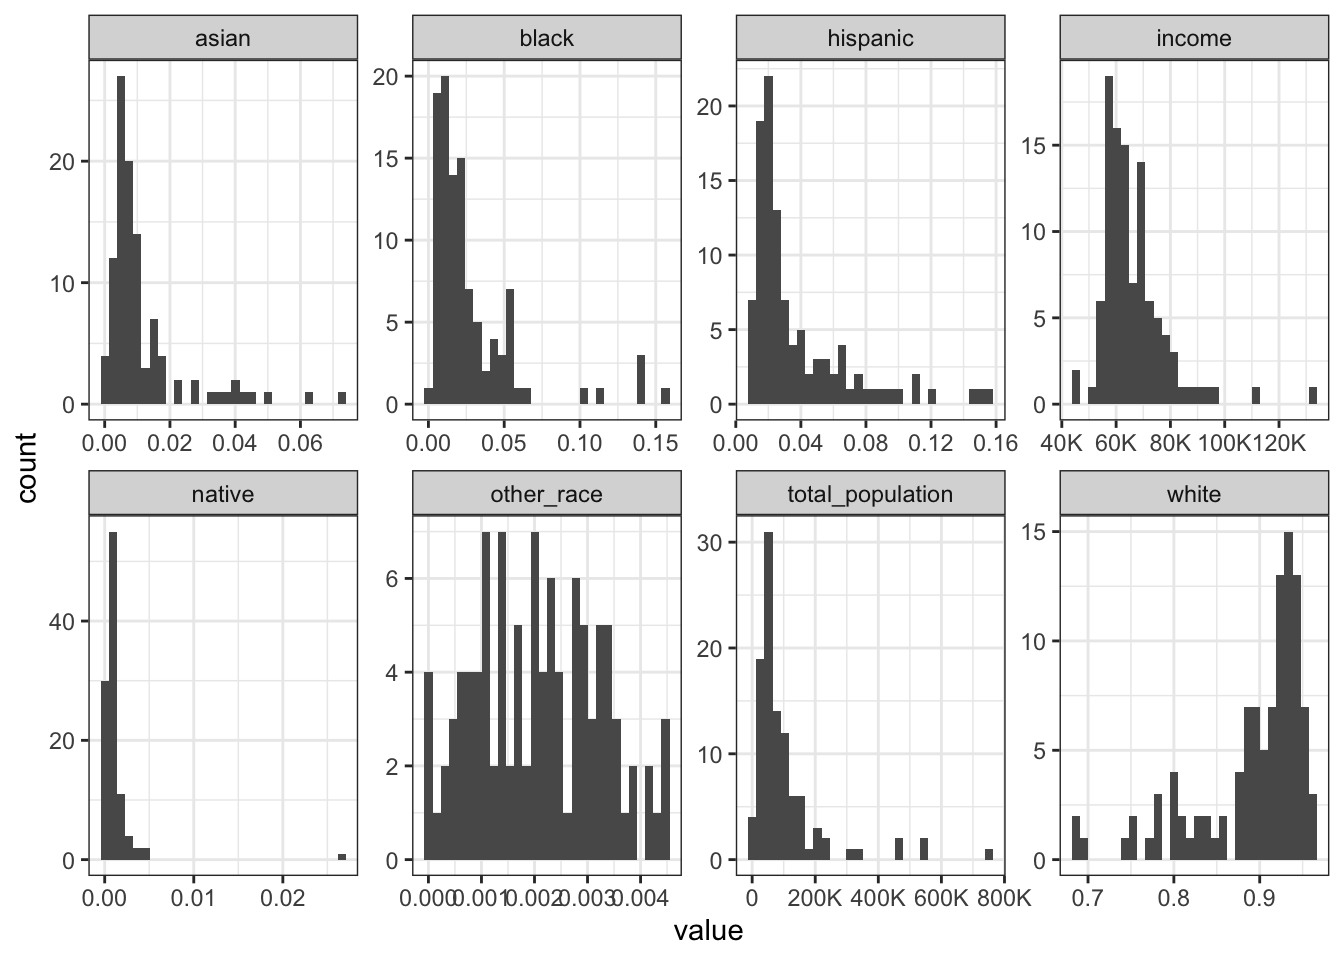 asian
black
hispanic
income
20
10
0
0.00 0.02 0.04 0.06
20
15
10
5
0
0.00 0.05 0.10 0.15
20
15
10
5
0
0.00 0.04 0.08 0.12 0.16
15
10
5
0
40K 60K 80K 100K 120K
count
native
other_race
total_population
white
40
20
0
0.00 0.01 0.02
6
4
2
0
0.000 0.001 0.002 0.003 0.004
30
20
10
0
0 200K 400K 600K 800K
15
10
5
0
0.7 0.8 0.9
value